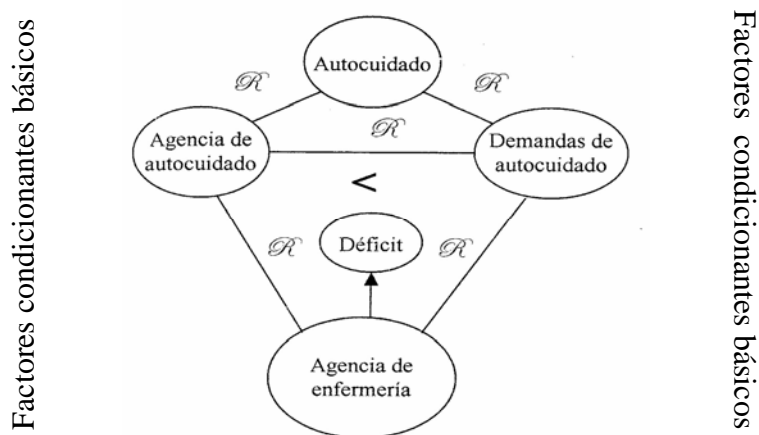 Factores condicionantes básicos
Autocuidado
ℛ
ℛ
Agencia de
autocuidado
ℛ
Demandas de
autocuidado
<
ℛ
Déficit
ℛ
Agencia de
enfermería
Factores condicionantes básicos